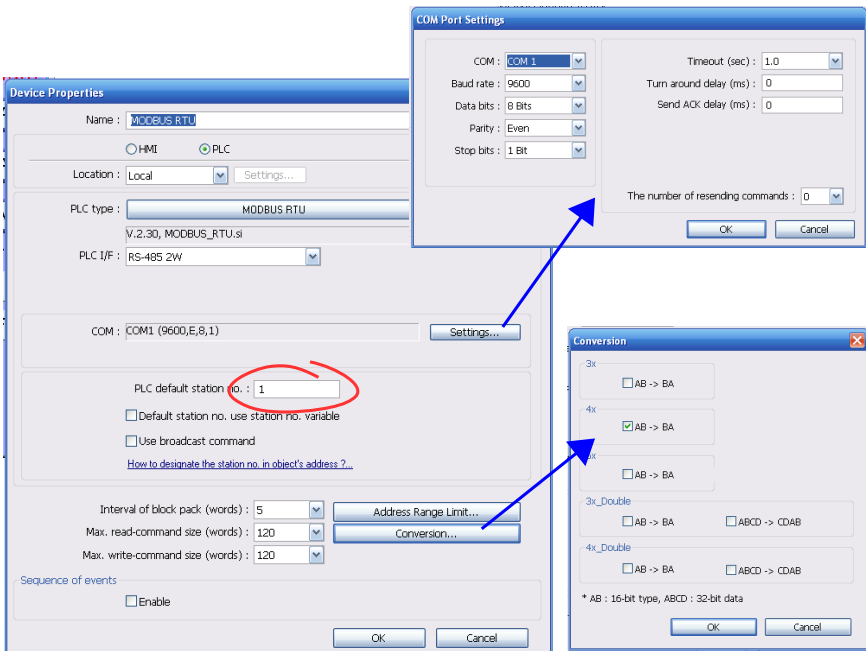 COM Port Settings
COM : COM 1
Timeout (sec) : 1.0
Baud rate : 9600
Turn around delay (ms) : 0
Data bits : 8 Bits
Send ACK delay (ms) : 0
Parity : Even
Stop bits : 1 Bit
The number of resending commands : 0
OK Cancel
Device Properties
Name : MODBUS RTU
HMI PLC
Location : Local Settings...
PLC type : MODBUS RTU
V.2.30, MODBUS_RTU.si
PLC I/F : RS-485 2W
COM : COM1 (9600,E,8,1) Settings...
PLC default station no. : 1
Default station no. use station no. variable
Use broadcast command
How to designate the station no. in object's address ?...
Interval of block pack (words) : 5 Address Range Limit...
Max. read-command size (words) : 120 Conversion...
Max. write-command size (words) : 120
Sequence of events
Enable
OK Cancel
Conversion
3x
AB -> BA
4x
AB -> BA
AB -> BA
3x_Double
AB -> BA ABCD -> CDAB
4x_Double
AB -> BA ABCD -> CDAB
* AB : 16-bit type, ABCD : 32-bit data
OK Cancel